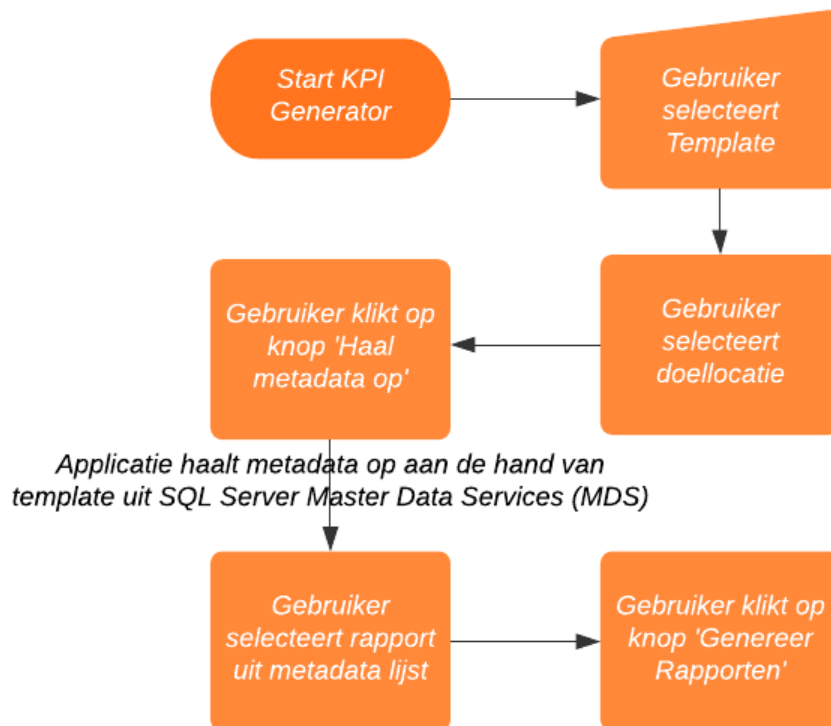 Start KPI
Generator
Gebruiker
selecteert
Template
Gebruiker
selecteert
doellocatie
Gebruiker klikt op
knop 'Haal
metadata op'
Applicatie haalt metadata op aan de hand van
template uit SQL Server Master Data Services (MDS)
Gebruiker
selecteert rapport
uit metadata lijst
Gebruiker klikt op
knop 'Genereer
Rapporten'